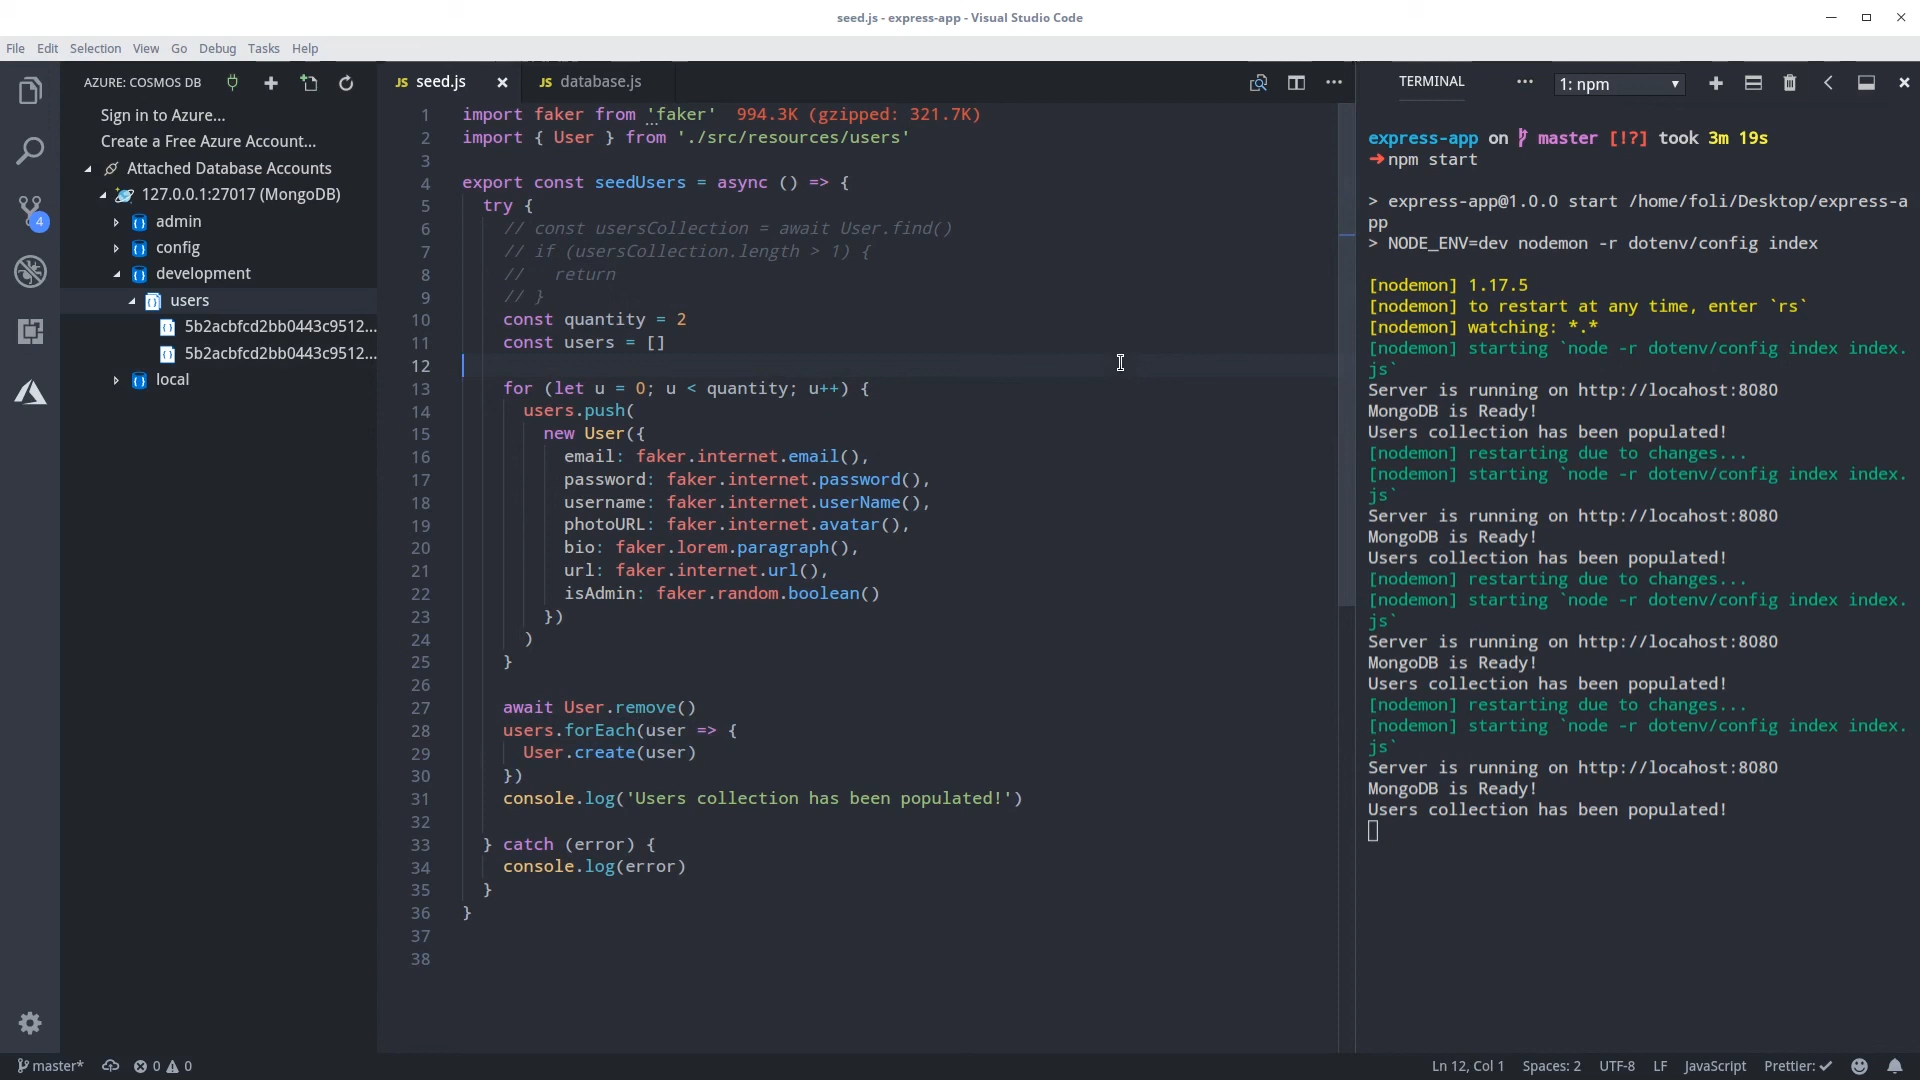 seed.js - express-app - Visual Studio Code
File Edit Selection View Go Debug Tasks Help
AZURE: COSMOS DB
Sign in to Azure...
Create a Free Azure Account...
Attached Database Accounts
127.0.0.1:27017 (MongoDB)
admin
config
development
users
5b2acbfcd2bb0443c9512...
5b2acbfcd2bb0443c9512...
local
4
JS seed.js
JS database.js
1 import faker from 'faker' 994.3K (gzipped: 321.7K)
2 import { User } from './src/resources/users'
3
4 export const seedUsers = async () => {
5 try {
6 // const usersCollection = await User.find()
7 // if (usersCollection.length > 1) {
8 // return
9 // }
10 const quantity = 2
11 const users = []
12
13 for (let u = 0; u < quantity; u++) {
14 users.push(
15 new User({
16 email: faker.internet.email(),
17 password: faker.internet.password(),
18 username: faker.internet.userName(),
19 photoURL: faker.internet.avatar(),
20 bio: faker.lorem.paragraph(),
21 url: faker.internet.url(),
22 isAdmin: faker.random.boolean()
23 })
24 )
25 }
26
27 await User.remove()
28 users.forEach(user => {
29 User.create(user)
30 })
31 console.log('Users collection has been populated!')
32
33 } catch (error) {
34 console.log(error)
35 }
36 }
37
38
TERMINAL
1: npm
express-app on master [!?] took 3m 19s
➜ npm start
> express-app@1.0.0 start /home/foli/Desktop/express-a
pp
> NODE_ENV=dev nodemon -r dotenv/config index
[nodemon] 1.17.5
[nodemon] to restart at any time, enter `rs`
[nodemon] watching: *.*
[nodemon] starting `node -r dotenv/config index index.
js`
Server is running on http://locahost:8080
MongoDB is Ready!
Users collection has been populated!
[nodemon] restarting due to changes...
[nodemon] starting `node -r dotenv/config index index.
js`
Server is running on http://locahost:8080
MongoDB is Ready!
Users collection has been populated!
[nodemon] restarting due to changes...
[nodemon] starting `node -r dotenv/config index index.
js`
Server is running on http://locahost:8080
MongoDB is Ready!
Users collection has been populated!
[nodemon] restarting due to changes...
[nodemon] starting `node -r dotenv/config index index.
js`
Server is running on http://locahost:8080
MongoDB is Ready!
Users collection has been populated!
master* 0 0
Ln 12, Col 1 Spaces: 2 UTF-8 LF JavaScript Prettier: ✓